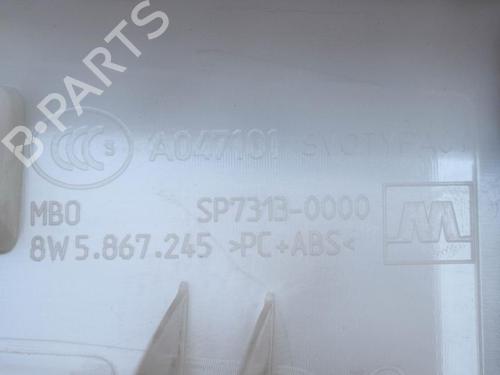 B-PARTS
S
A047101
MBO SP7313-0000
8W5.867.245 >PC+ABS<